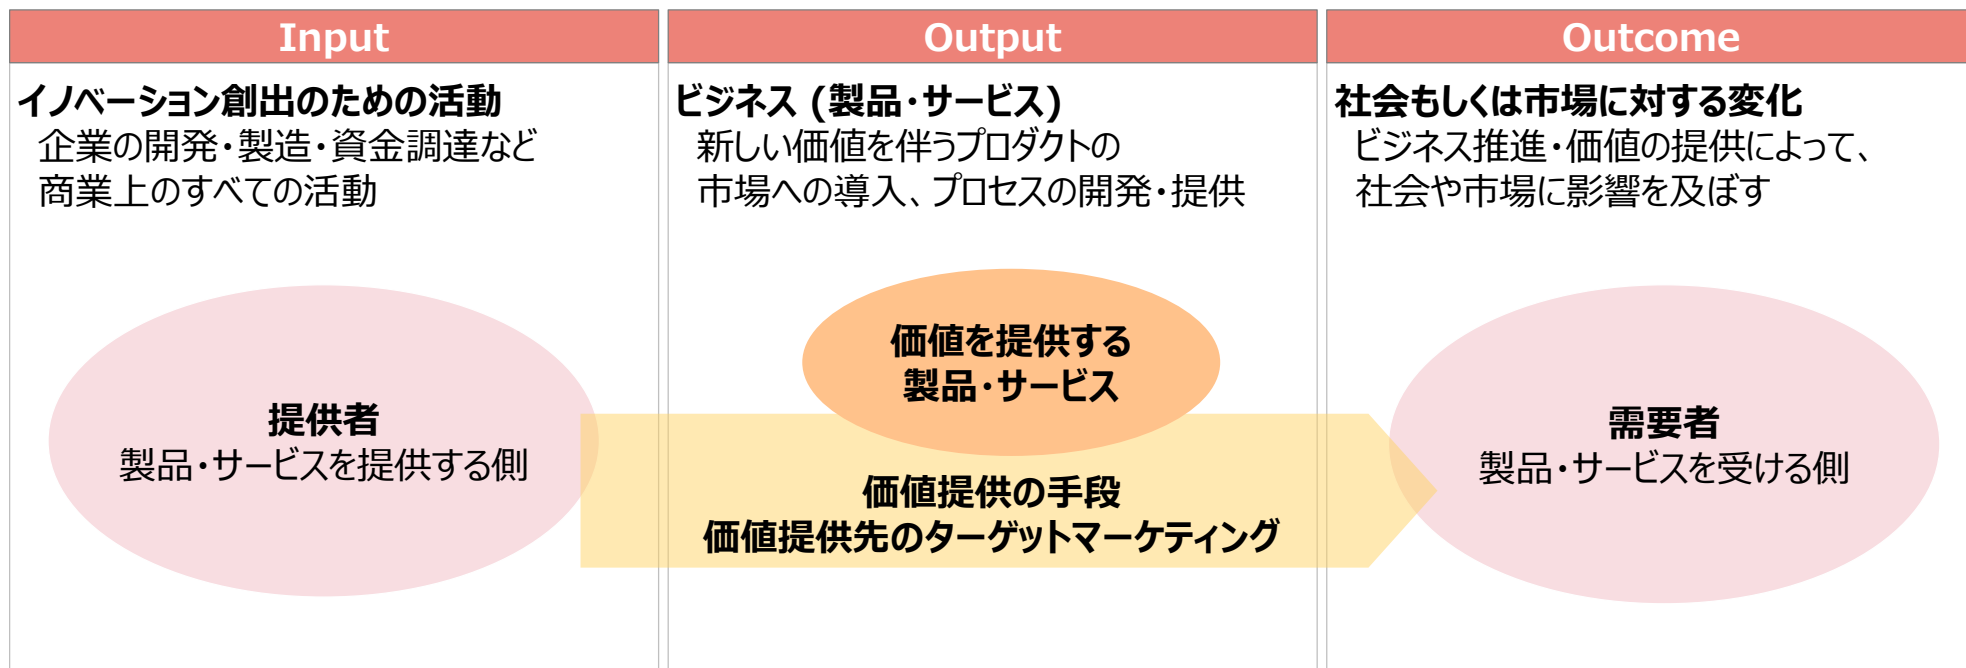 Input
イノベーション創出のための活動
企業の開発・製造・資金調達など
商業上のすべての活動
提供者
製品・サービスを提供する側
Output
ビジネス (製品・サービス)
新しい価値を伴うプロダクトの
市場への導入、プロセスの開発・提供
価値を提供する
製品・サービス
価値提供の手段
価値提供先のターゲットマーケティング
Outcome
社会もしくは市場に対する変化
ビジネス推進・価値の提供によって、
社会や市場に影響を及ぼす
需要者
製品・サービスを受ける側